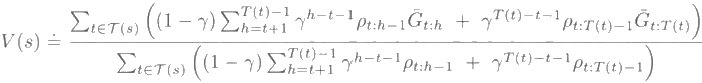 $$V(s) \doteq \frac{\sum_{t \in \mathcal{T}(s)} \left( (1-\gamma) \sum_{h=t+1}^{T(t)-1} \gamma^{h-t-1} \rho_{t:h-1} \bar{G}_{t:h} \;+\; \gamma^{T(t)-t-1} \rho_{t:T(t)-1} \bar{G}_{t:T(t)} \right)}{\sum_{t \in \mathcal{T}(s)} \left( (1-\gamma) \sum_{h=t+1}^{T(t)-1} \gamma^{h-t-1} \rho_{t:h-1} \;+\; \gamma^{T(t)-t-1} \rho_{t:T(t)-1} \right)}$$